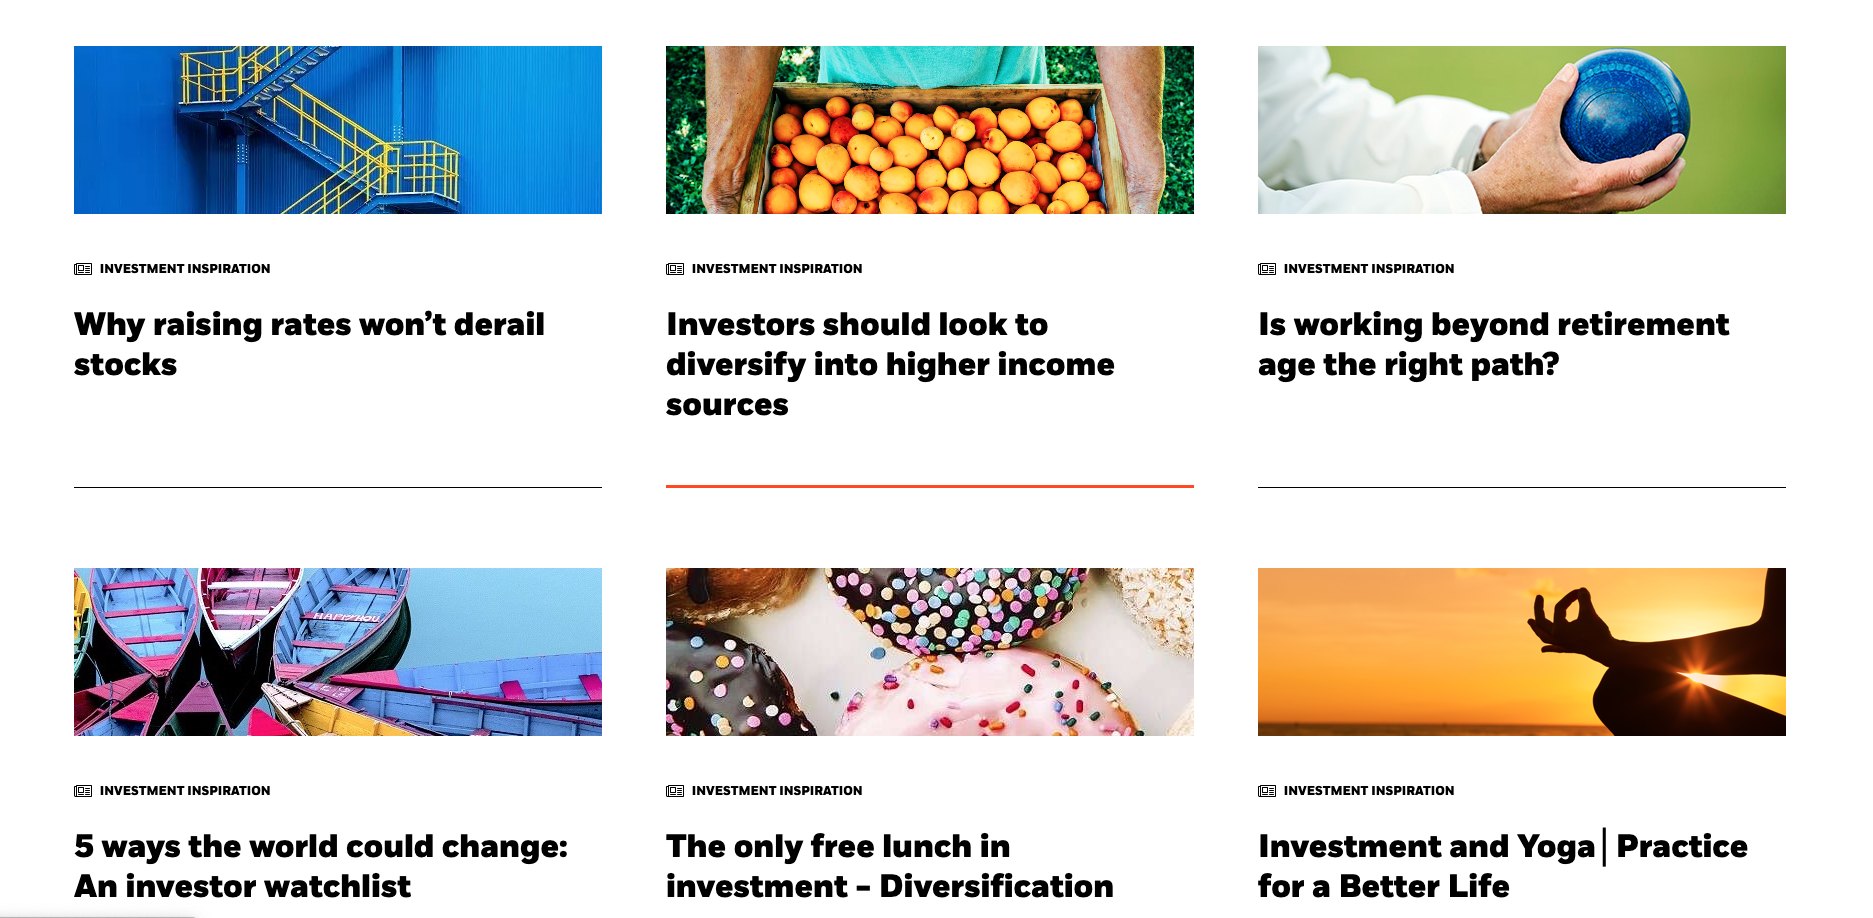 INVESTMENT INSPIRATION
Why raising rates won’t derail
stocks
INVESTMENT INSPIRATION
Investors should look to
diversify into higher income
sources
INVESTMENT INSPIRATION
Is working beyond retirement
age the right path?
HAPPYHOU
INVESTMENT INSPIRATION
5 ways the world could change:
An investor watchlist
INVESTMENT INSPIRATION
The only free lunch in
investment – Diversification
INVESTMENT INSPIRATION
Investment and Yoga│Practice
for a Better Life